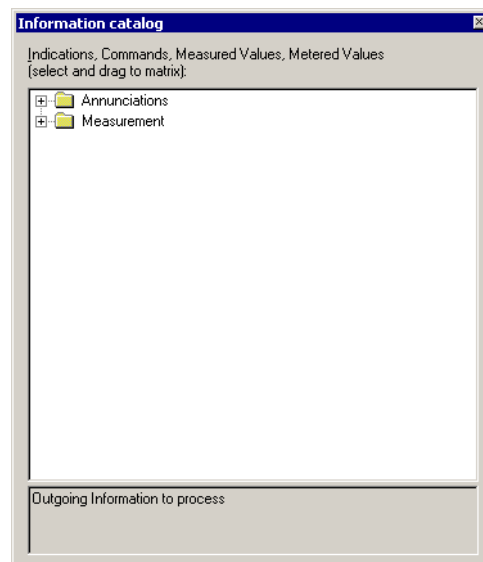 Information catalog
Indications, Commands, Measured Values, Metered Values
(select and drag to matrix):
Annunciations
Measurement
Outgoing Information to process